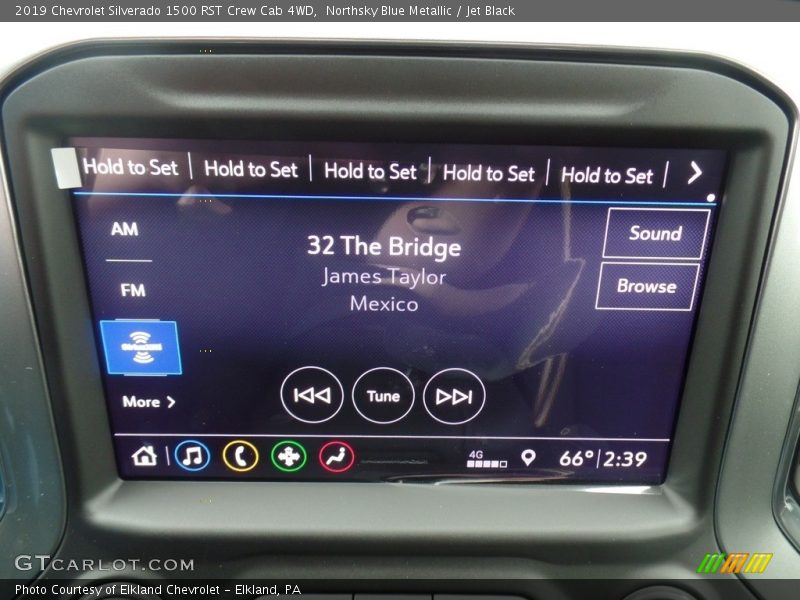 2019 Chevrolet Silverado 1500 RST Crew Cab 4WD, Northsky Blue Metallic / Jet Black
Hold to Set Hold to Set Hold to Set Hold to Set Hold to Set
AM
FM
SiriusXM
More
32 The Bridge
James Taylor
Mexico
Sound
Browse
Tune
4G
66° 2:39
GTCARLOT.COM
Photo Courtesy of Elkland Chevrolet – Elkland, PA